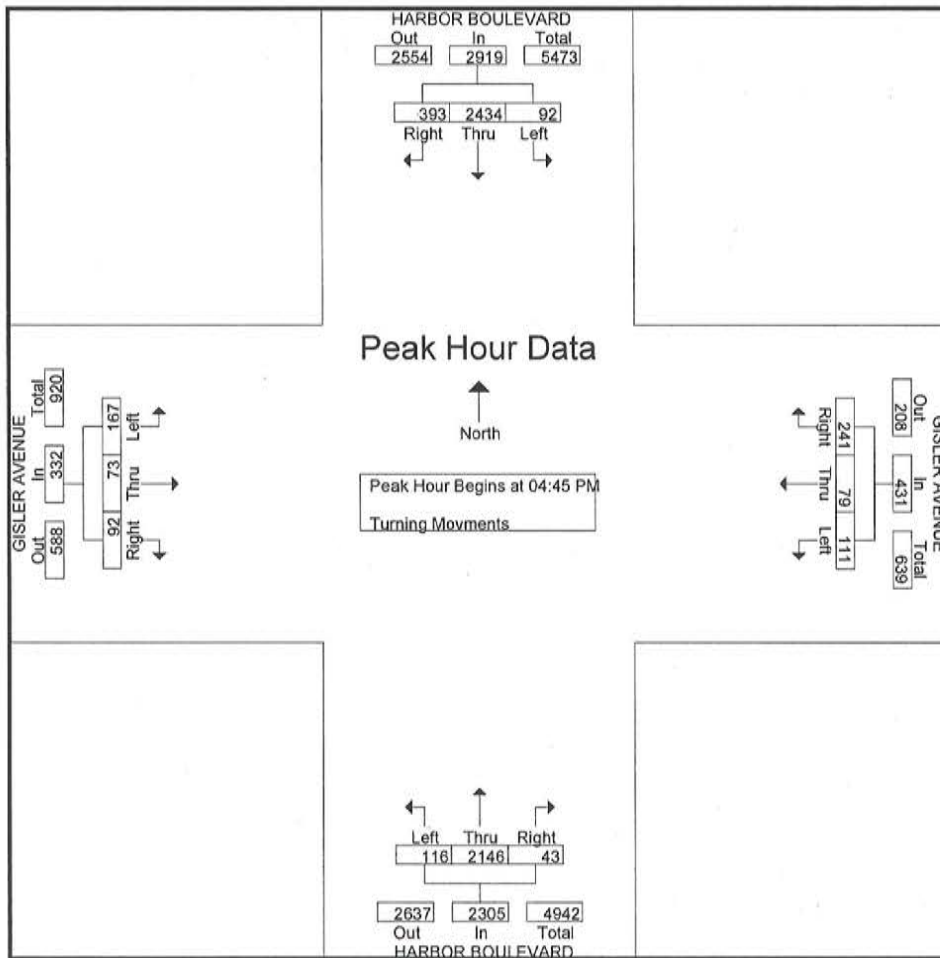 HARBOR BOULEVARD
Out In Total
2554 2919 5473
393 2434 92
Right Thru Left
Peak Hour Data
North
Peak Hour Begins at 04:45 PM
Turning Movments
GISLER AVENUE
Total In Out
920 332 588
167 73 92
Left Thru Right
Right Thru Left
241 79 111
208 431 639
Out In Total
GISLER AVENUE
Left Thru Right
116 2146 43
2637 2305 4942
Out In Total
HARBOR BOULEVARD